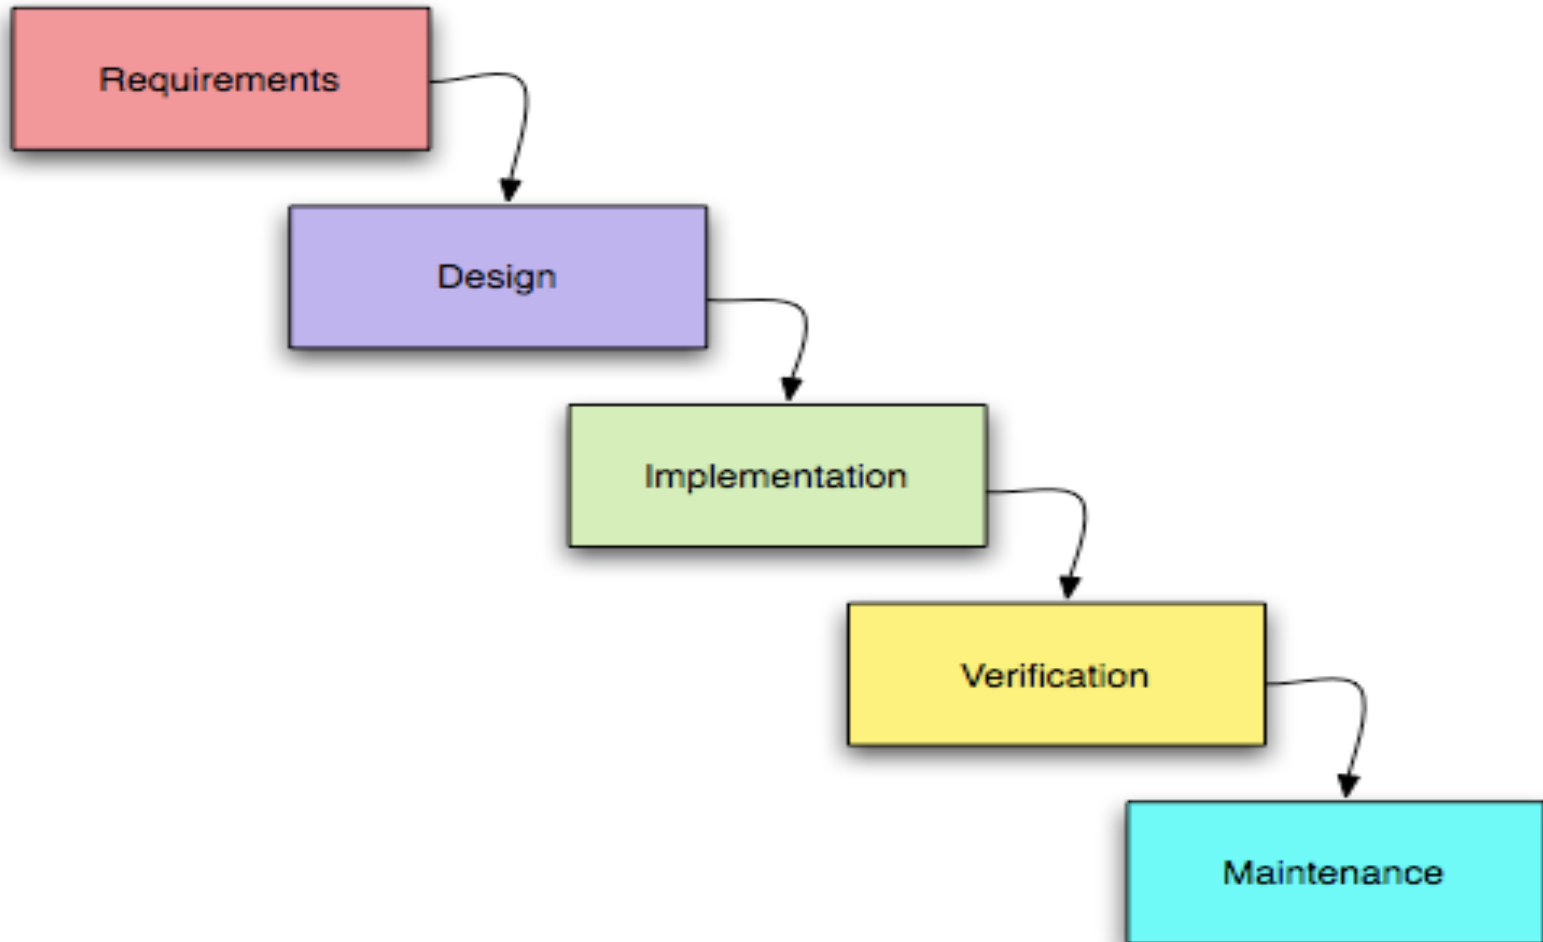 Requirements
Design
Implementation
Verification
Maintenance